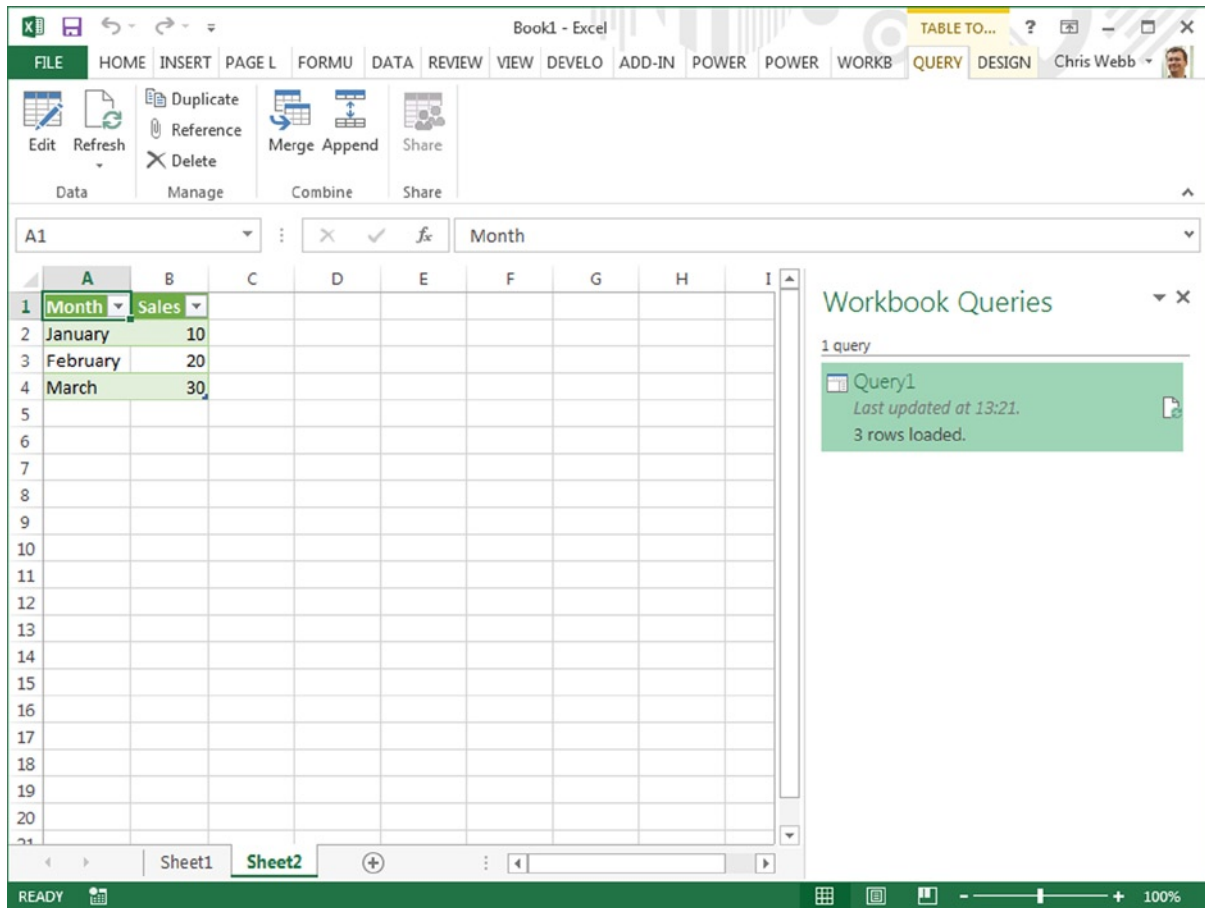 Book1 - Excel
TABLE TO... ?
FILE HOME INSERT PAGE L FORMU DATA REVIEW VIEW DEVELO ADD-IN POWER POWER WORKB QUERY DESIGN Chris Webb
Duplicate
Reference
Delete
Edit Refresh
Merge Append
Share
Data Manage Combine Share
A1 fx Month
A B C D E F G H I
1 Month Sales
2 January 10
3 February 20
4 March 30
5
6
7
8
9
10
11
12
13
14
15
16
17
18
19
20
21
Workbook Queries
1 query
Query1
Last updated at 13:21.
3 rows loaded.
Sheet1 Sheet2
READY 100%